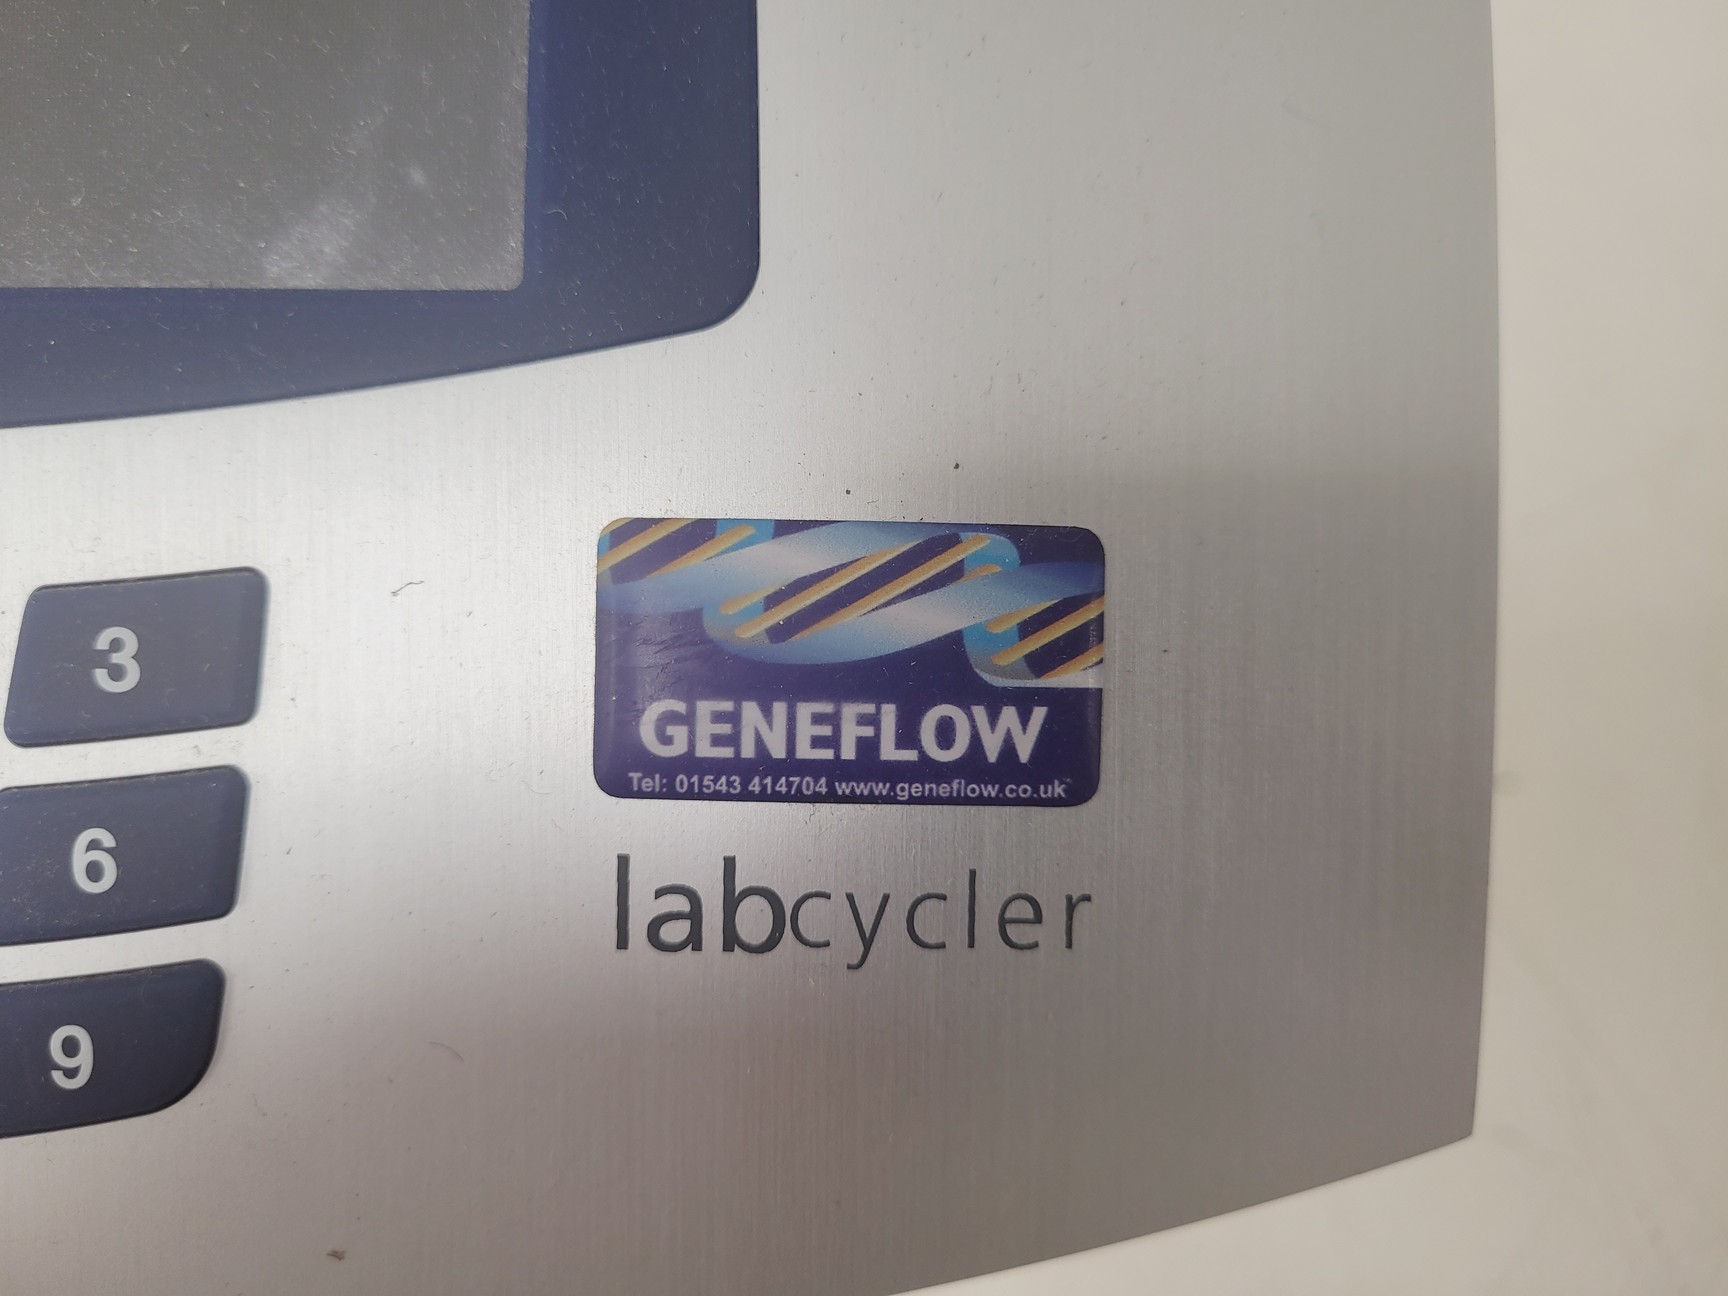 3
6
9
GENEFLOW
Tel: 01543 414704 www.geneflow.co.uk
labcycler